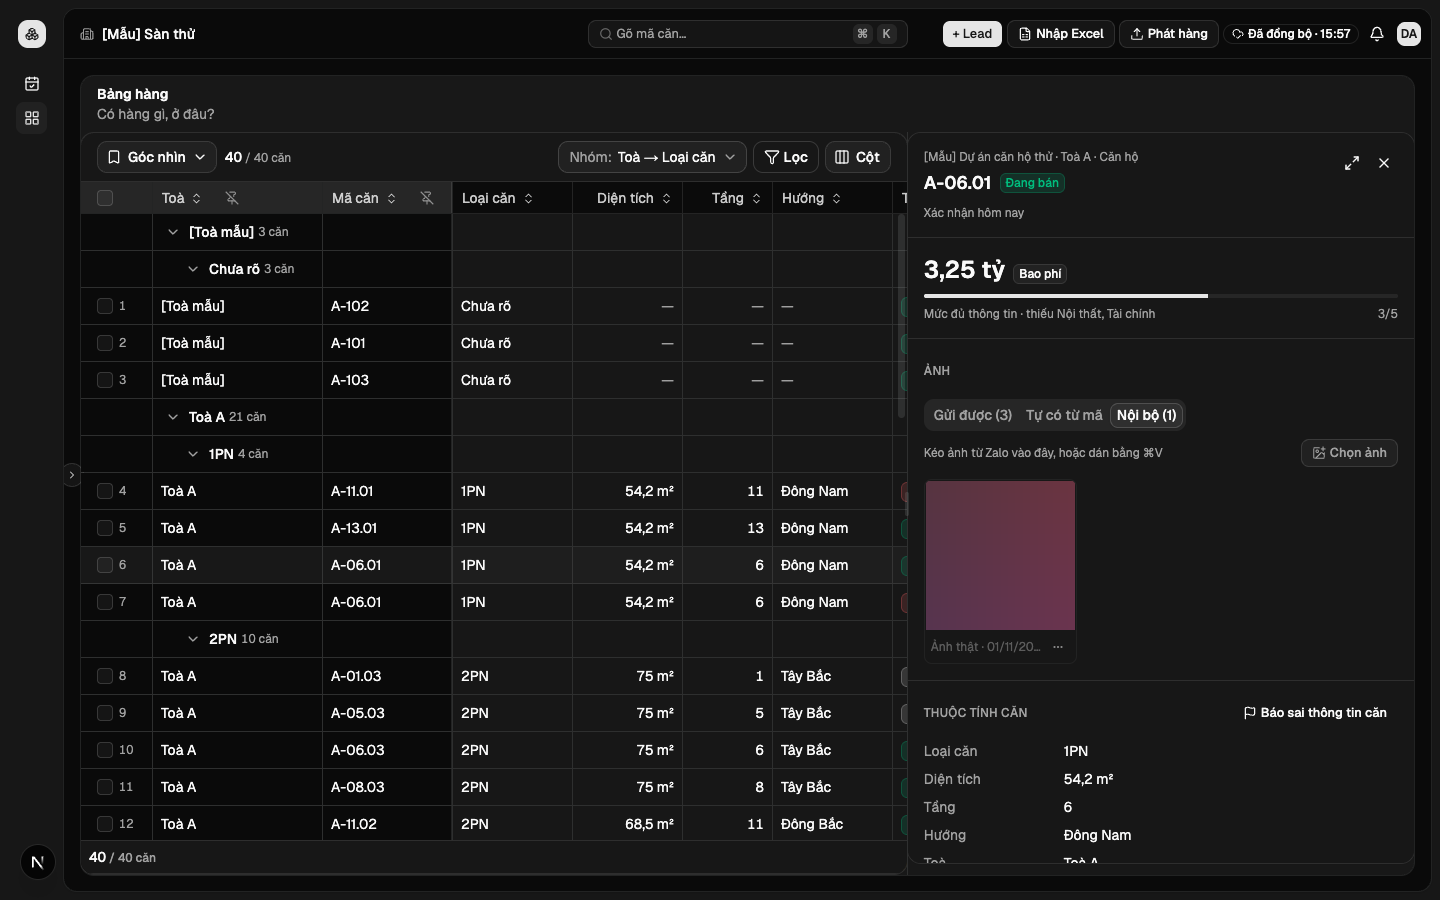 [Mẫu] Sàn thử
Gõ mã căn...
⌘ K
+ Lead
Nhập Excel
Phát hàng
Đã đồng bộ · 15:57
DA
Bảng hàng
Có hàng gì, ở đâu?
Góc nhìn
40 / 40 căn
Nhóm: Toà → Loại căn
Lọc
Cột
Toà Mã căn Loại căn Diện tích Tầng Hướng
[Toà mẫu] 3 căn
Chưa rõ 3 căn
1 [Toà mẫu] A-102 Chưa rõ — — —
2 [Toà mẫu] A-101 Chưa rõ — — —
3 [Toà mẫu] A-103 Chưa rõ — — —
Toà A 21 căn
1PN 4 căn
4 Toà A A-11.01 1PN 54,2 m² 11 Đông Nam
5 Toà A A-13.01 1PN 54,2 m² 13 Đông Nam
6 Toà A A-06.01 1PN 54,2 m² 6 Đông Nam
7 Toà A A-06.01 1PN 54,2 m² 6 Đông Nam
2PN 10 căn
8 Toà A A-01.03 2PN 75 m² 1 Tây Bắc
9 Toà A A-05.03 2PN 75 m² 5 Tây Bắc
10 Toà A A-06.03 2PN 75 m² 6 Tây Bắc
11 Toà A A-08.03 2PN 75 m² 8 Tây Bắc
12 Toà A A-11.02 2PN 68,5 m² 11 Đông Bắc
40 / 40 căn
[Mẫu] Dự án căn hộ thử · Toà A · Căn hộ
A-06.01 Đang bán
Xác nhận hôm nay
3,25 tỷ Bao phí
Mức đủ thông tin · thiếu Nội thất, Tài chính 3/5
ẢNH
Gửi được (3) Tự có từ mã Nội bộ (1)
Kéo ảnh từ Zalo vào đây, hoặc dán bằng ⌘V
Chọn ảnh
Ảnh thật · 01/11/20...
THUỘC TÍNH CĂN
Báo sai thông tin căn
Loại căn 1PN
Diện tích 54,2 m²
Tầng 6
Hướng Đông Nam
Toà Toà A
N